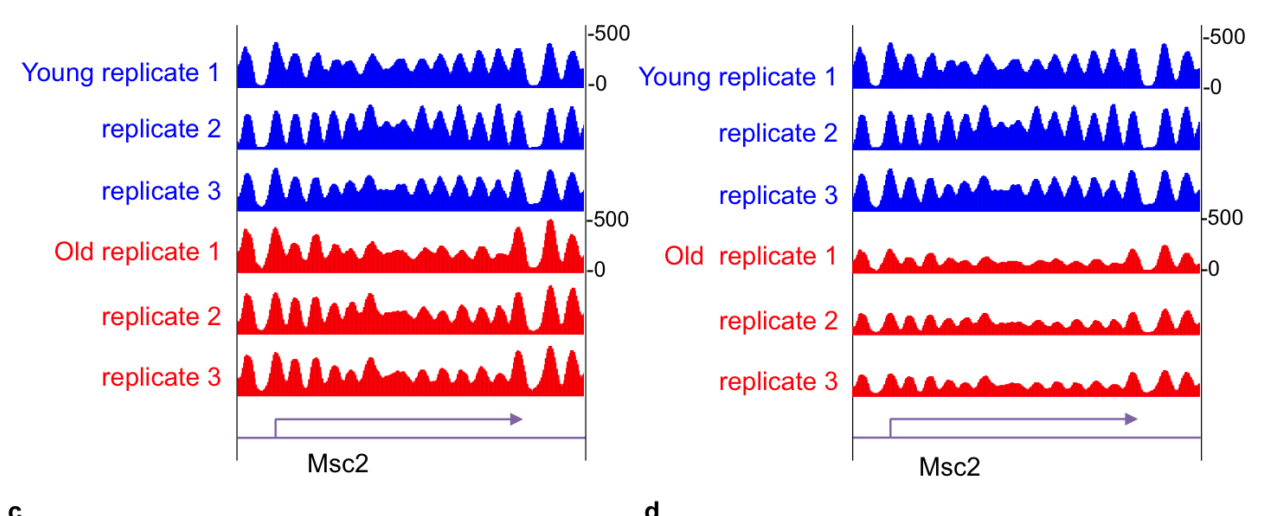 -500
Young replicate 1
-0
replicate 2
replicate 3
-500
Old replicate 1
-0
replicate 2
replicate 3
Msc2
c
-500
Young replicate 1
-0
replicate 2
replicate 3
-500
Old replicate 1
-0
replicate 2
replicate 3
Msc2
d